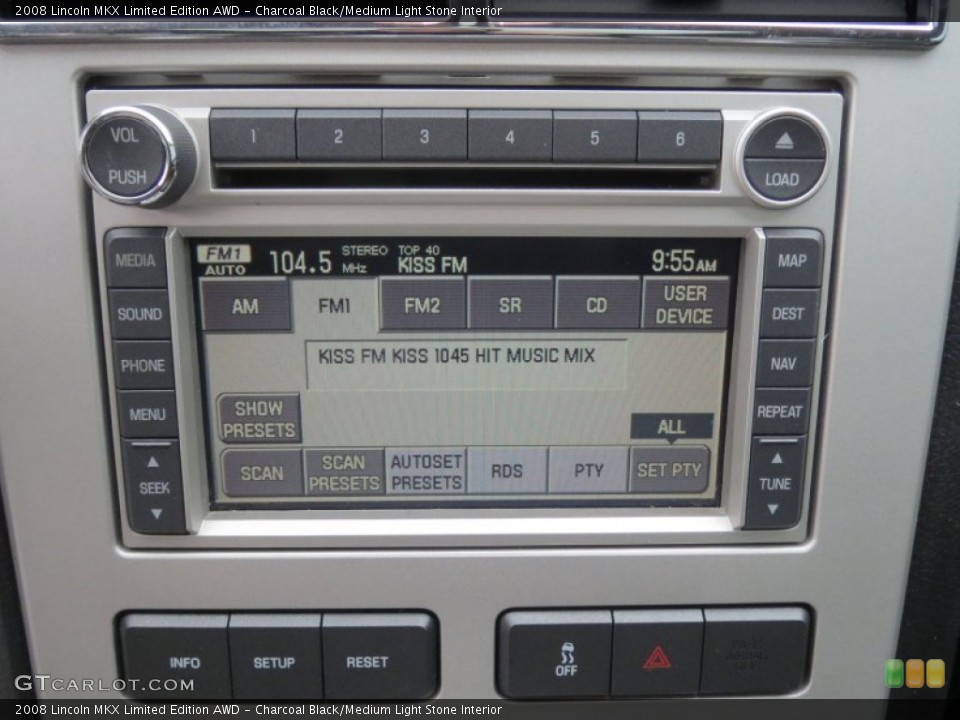 2008 Lincoln MKX Limited Edition AWD - Charcoal Black/Medium Light Stone Interior
VOL
PUSH
1 2 3 4 5 6
LOAD
MEDIA
SOUND
PHONE
MENU
SEEK
FM1
AUTO
104.5 MHz
STEREO
TOP 40
KISS FM
9:55AM
AM FM1 FM2 SR CD USER DEVICE
KISS FM KISS 1045 HIT MUSIC MIX
SHOW
PRESETS
ALL
SCAN
SCAN PRESETS
AUTOSET PRESETS
RDS
PTY
SET PTY
MAP
DEST
NAV
REPEAT
TUNE
INFO SETUP RESET
OFF
GTCARLOT.COM
2008 Lincoln MKX Limited Edition AWD - Charcoal Black/Medium Light Stone Interior